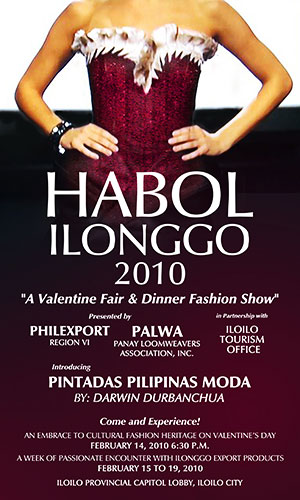 HABOL
ILONGGO
2010
"A Valentine Fair & Dinner Fashion Show"
Presented by
PHILEXPORT
REGION VI
PALWA
PANAY LOOMWEAVERS
ASSOCIATION, INC.
in Partnership with
ILOILO
TOURISM
OFFICE
Introducing
PINTADAS PILIPINAS MODA
BY: DARWIN DURBANCHUA
Come and Experience!
AN EMBRACE TO CULTURAL FASHION HERITAGE ON VALENTINE'S DAY
FEBRUARY 14, 2010 6:30 P.M.
A WEEK OF PASSIONATE ENCOUNTER WITH ILONGGO EXPORT PRODUCTS
FEBRUARY 15 TO 19, 2010
ILOILO PROVINCIAL CAPITOL LOBBY, ILOILO CITY